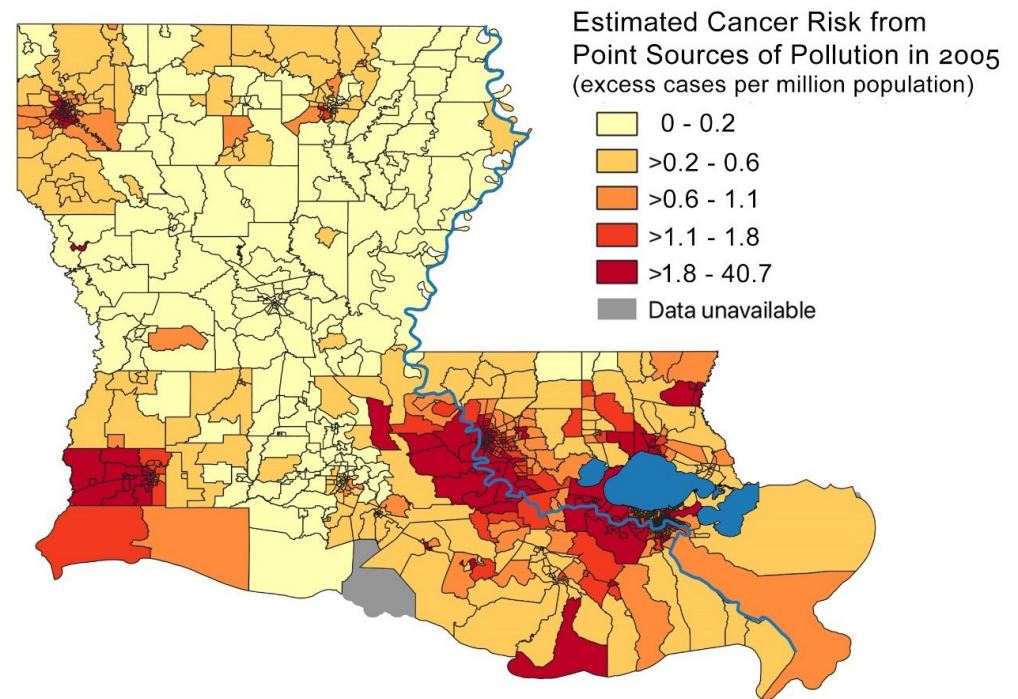 Estimated Cancer Risk from
Point Sources of Pollution in 2005
(excess cases per million population)
0 - 0.2
>0.2 - 0.6
>0.6 - 1.1
>1.1 - 1.8
>1.8 - 40.7
Data unavailable